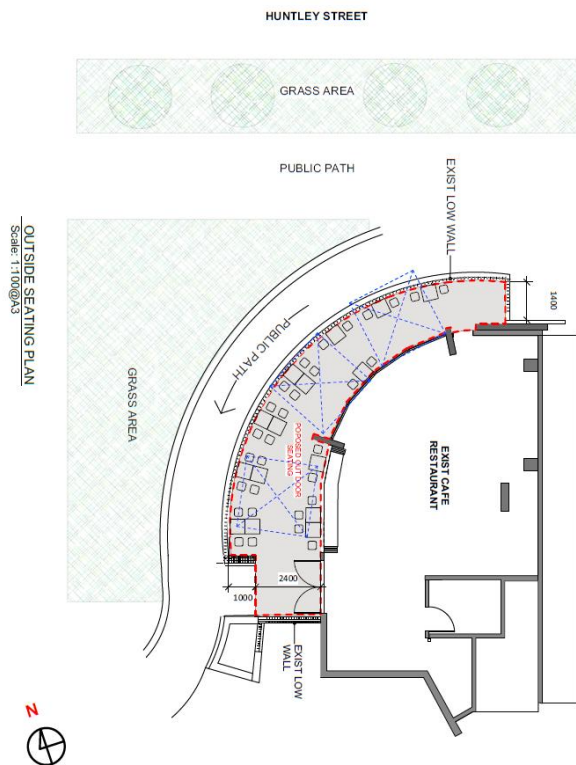 HUNTLEY STREET
GRASS AREA
PUBLIC PATH
EXIST LOW
WALL
1400
OUTSIDE SEATING PLAN
Scale: 1:100@A3
PUBLIC PATH
GRASS AREA
POPOSED OUT DOOR
SEATING
EXIST CAFE
RESTAURANT
2400
1000
EXIST LOW
WALL
N